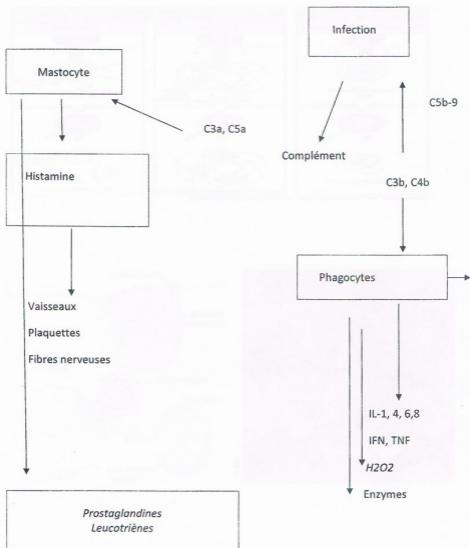 Infection
Mastocyte
C5b-9
C3a, C5a
Complément
C3b, C4b
Histamine
Phagocytes
Vaisseaux
Plaquettes
Fibres nerveuses
IL-1, 4, 6,8
IFN, TNF
H2O2
Enzymes
Prostaglandines
Leucotriènes